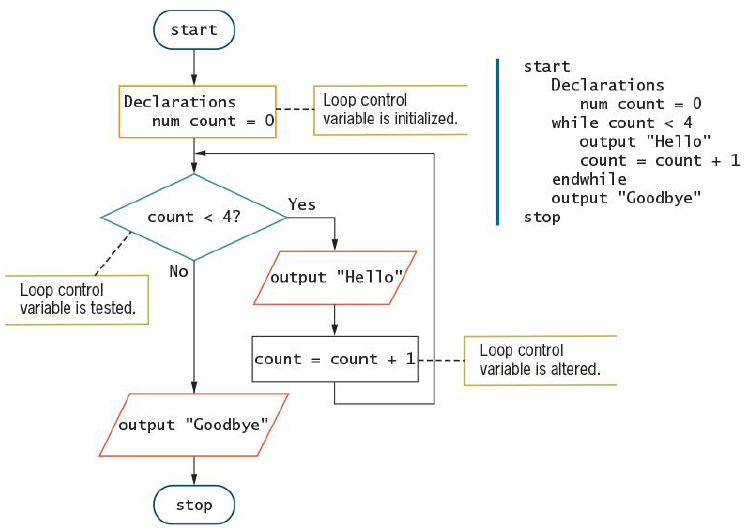 start
Declarations
num count = 0
Loop control
variable is initialized.
count < 4?
Yes
No
Loop control
variable is tested.
output "Hello"
count = count + 1
Loop control
variable is altered.
output "Goodbye"
stop
start
Declarations
num count = 0
while count < 4
output "Hello"
count = count + 1
endwhile
output "Goodbye"
stop